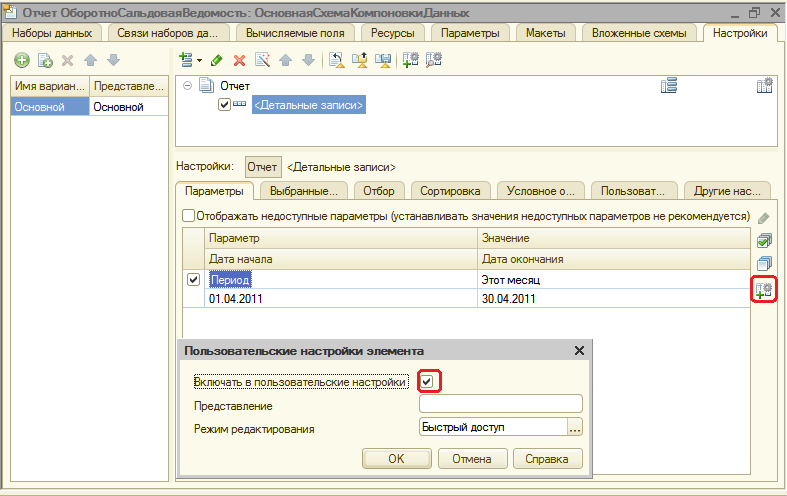 Отчет ОборотноСальдоваяВедомость: ОсновнаяСхемаКомпоновкиДанных
Наборы данных Связи наборов да... Вычисляемые поля Ресурсы Параметры Макеты Вложенные схемы Настройки
Имя вариан... Представле...
Основной Основной
Отчет
<Детальные записи>
Настройки: Отчет <Детальные записи>
Параметры Выбранные... Отбор Сортировка Условное о... Пользоват... Другие нас...
Отображать недоступные параметры (устанавливать значения недоступных параметров не рекомендуется)
Параметр Значение
Дата начала Дата окончания
Период Этот месяц
01.04.2011 30.04.2011
Пользовательские настройки элемента
Включать в пользовательские настройки
Представление
Режим редактирования Быстрый доступ ...
OK Отмена Справка